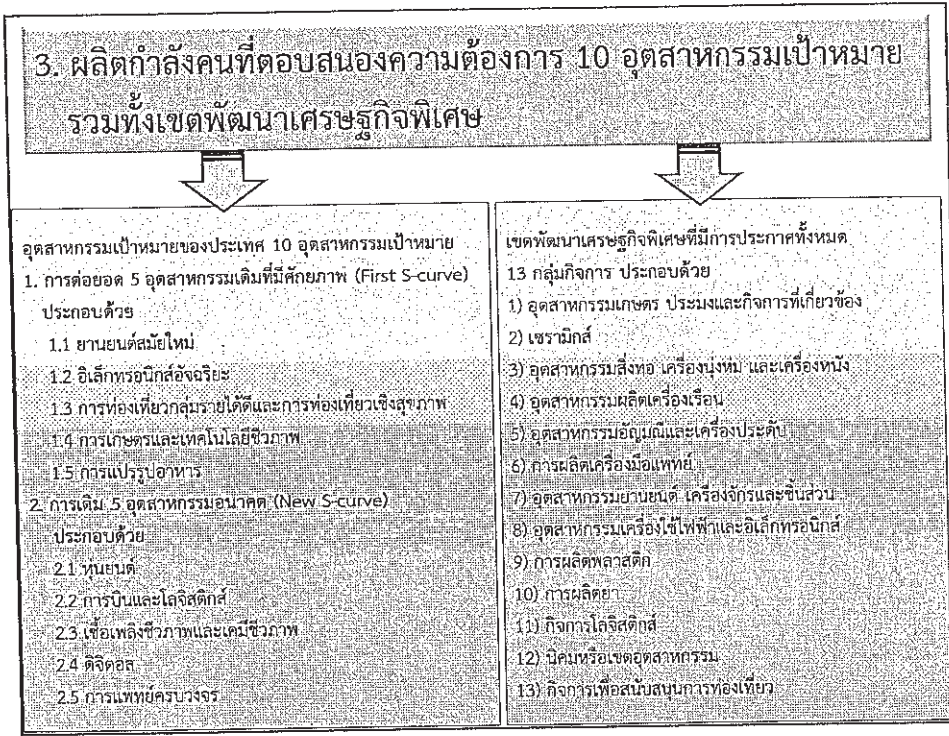 3. ผลิตกำลังคนที่ตอบสนองความต้องการ 10 อุตสาหกรรมเป้าหมาย
รวมทั้งเขตพัฒนาเศรษฐกิจพิเศษ
อุตสาหกรรมเป้าหมายของประเทศ 10 อุตสาหกรรมเป้าหมาย
1. การต่อยอด 5 อุตสาหกรรมเดิมที่มีศักยภาพ (First S-curve)
ประกอบด้วย
1.1 ยานยนต์สมัยใหม่
1.2 อิเล็กทรอนิกส์อัจฉริยะ
1.3 การท่องเที่ยวกลุ่มรายได้ดีและการท่องเที่ยวเชิงสุขภาพ
1.4 การเกษตรและเทคโนโลยีชีวภาพ
1.5 การแปรรูปอาหาร
2. การเติม 5 อุตสาหกรรมอนาคต (New S-curve)
ประกอบด้วย
2.1 หุ่นยนต์
2.2 การบินและโลจิสติกส์
2.3 เชื้อเพลิงชีวภาพและเคมีชีวภาพ
2.4 ดิจิตอล
2.5 การแพทย์ครบวงจร
เขตพัฒนาเศรษฐกิจพิเศษที่มีการประกาศทั้งหมด
13 กลุ่มกิจการ ประกอบด้วย
1) อุตสาหกรรมเกษตร ประมงและกิจการที่เกี่ยวข้อง
2) เซรามิกส์
3) อุตสาหกรรมสิ่งทอ เครื่องนุ่งห่ม และเครื่องหนัง
4) อุตสาหกรรมผลิตเครื่องเรือน
5) อุตสาหกรรมอัญมณีและเครื่องประดับ
6) การผลิตเครื่องมือแพทย์
7) อุตสาหกรรมยานยนต์ เครื่องจักรและชิ้นส่วน
8) อุตสาหกรรมเครื่องใช้ไฟฟ้าและอิเล็กทรอนิกส์
9) การผลิตพลาสติก
10) การผลิตยา
11) กิจการโลจิสติกส์
12) นิคมหรือเขตอุตสาหกรรม
13) กิจการเพื่อสนับสนุนการท่องเที่ยว